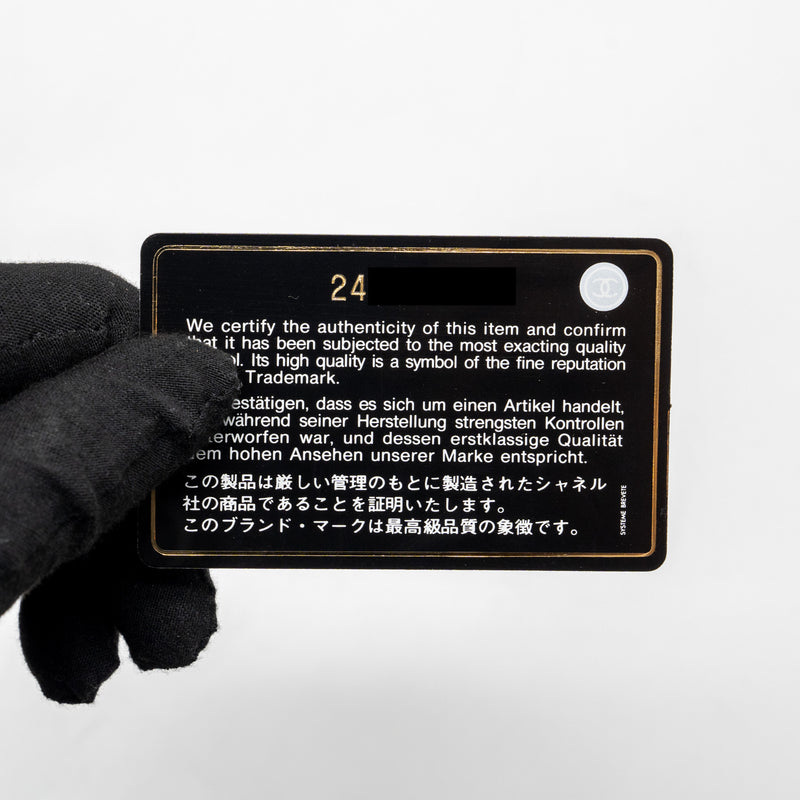 24
We certify the authenticity of this item and confirm
that it has been subjected to the most exacting quality
Its high quality is a symbol of the fine reputation
Trademark.
dass es sich um einen Artikel handelt,
während seiner Herstellung strengsten Kontrollen
war, und dessen erstklassige Qualität
hohen Ansehen unserer Marke entspricht.
この製品は厳しい管理のもとに製造されたシャネル
社の商品であることを証明いたします。
このブランド・マークは最高級品質の象徴です。
SYSTEME BREVETE